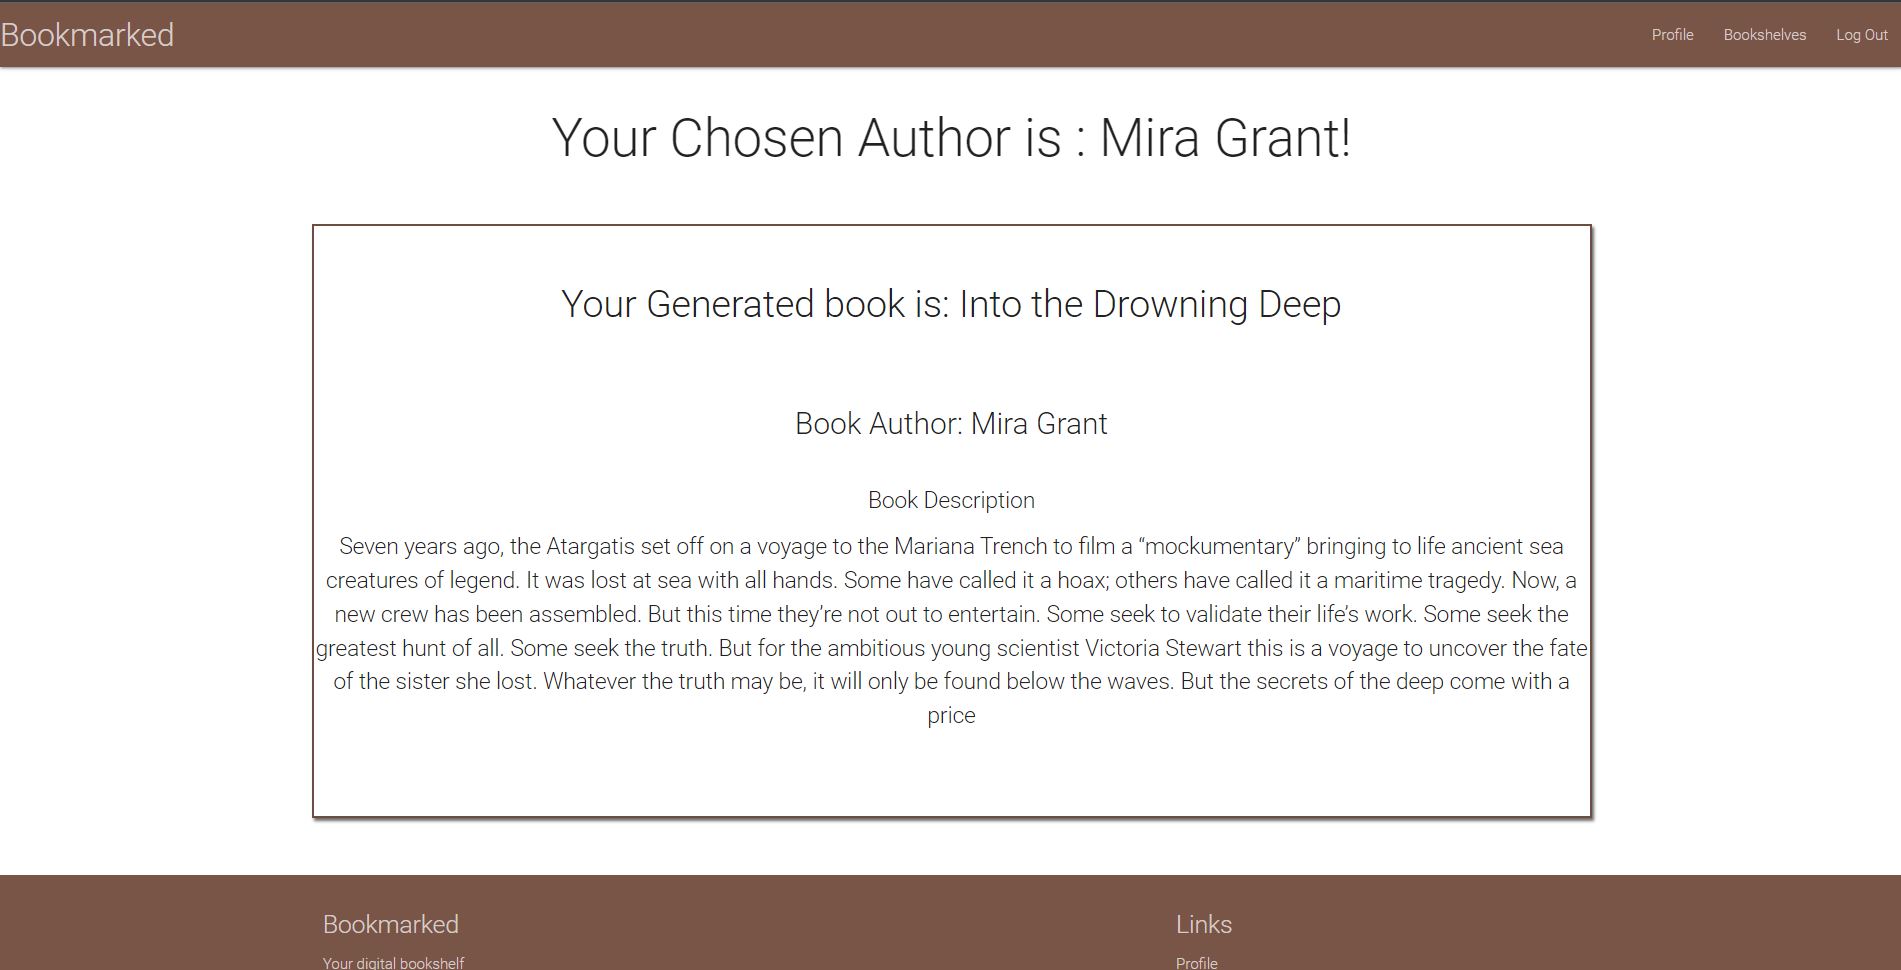 Bookmarked
Profile
Bookshelves
Log Out
Your Chosen Author is : Mira Grant!
Your Generated book is: Into the Drowning Deep
Book Author: Mira Grant
Book Description
Seven years ago, the Atargatis set off on a voyage to the Mariana Trench to film a “mockumentary” bringing to life ancient sea
creatures of legend. It was lost at sea with all hands. Some have called it a hoax; others have called it a maritime tragedy. Now, a
new crew has been assembled. But this time they’re not out to entertain. Some seek to validate their life’s work. Some seek the
greatest hunt of all. Some seek the truth. But for the ambitious young scientist Victoria Stewart this is a voyage to uncover the fate
of the sister she lost. Whatever the truth may be, it will only be found below the waves. But the secrets of the deep come with a
price
Bookmarked
Your digital bookshelf
Links
Profile